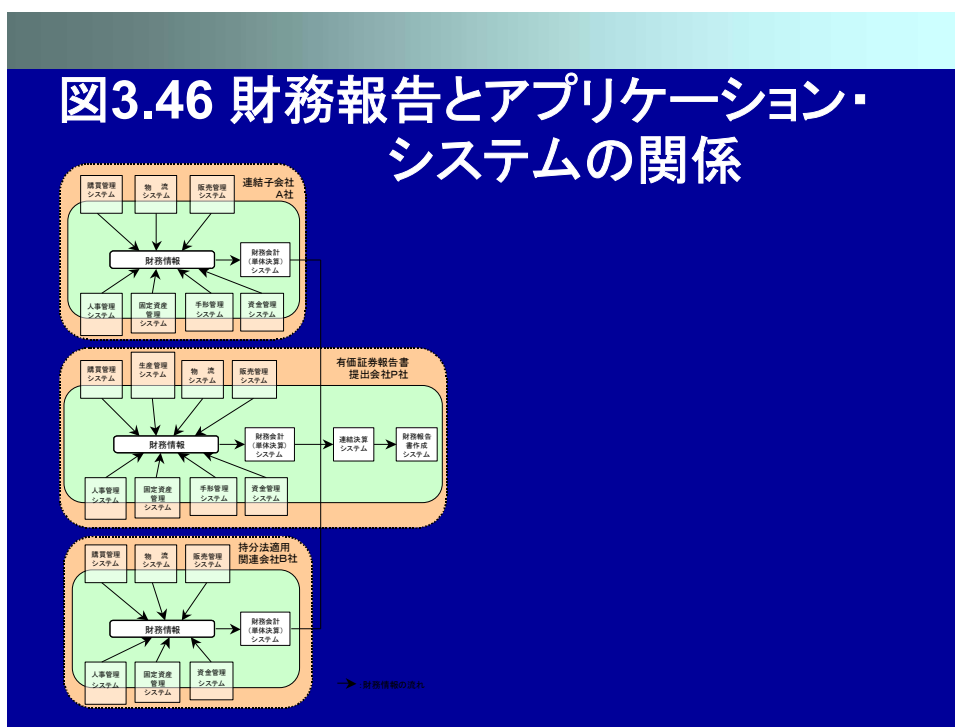 図3.46 財務報告とアプリケーション・
システムの関係
連結子会社
A社
購買管理
システム
物　流
システム
販売管理
システム
財務情報
財務会計
（単体決算）
システム
人事管理
システム
固定資産
管理
システム
手形管理
システム
資金管理
システム
有価証券報告書
提出会社P社
購買管理
システム
生産管理
システム
物　流
システム
販売管理
システム
財務情報
財務会計
（単体決算）
システム
連結決算
システム
財務報告
書作成
システム
人事管理
システム
固定資産
管理
システム
手形管理
システム
資金管理
システム
持分法適用
関連会社B社
購買管理
システム
物　流
システム
販売管理
システム
財務情報
財務会計
（単体決算）
システム
人事管理
システム
固定資産
管理
システム
資金管理
システム